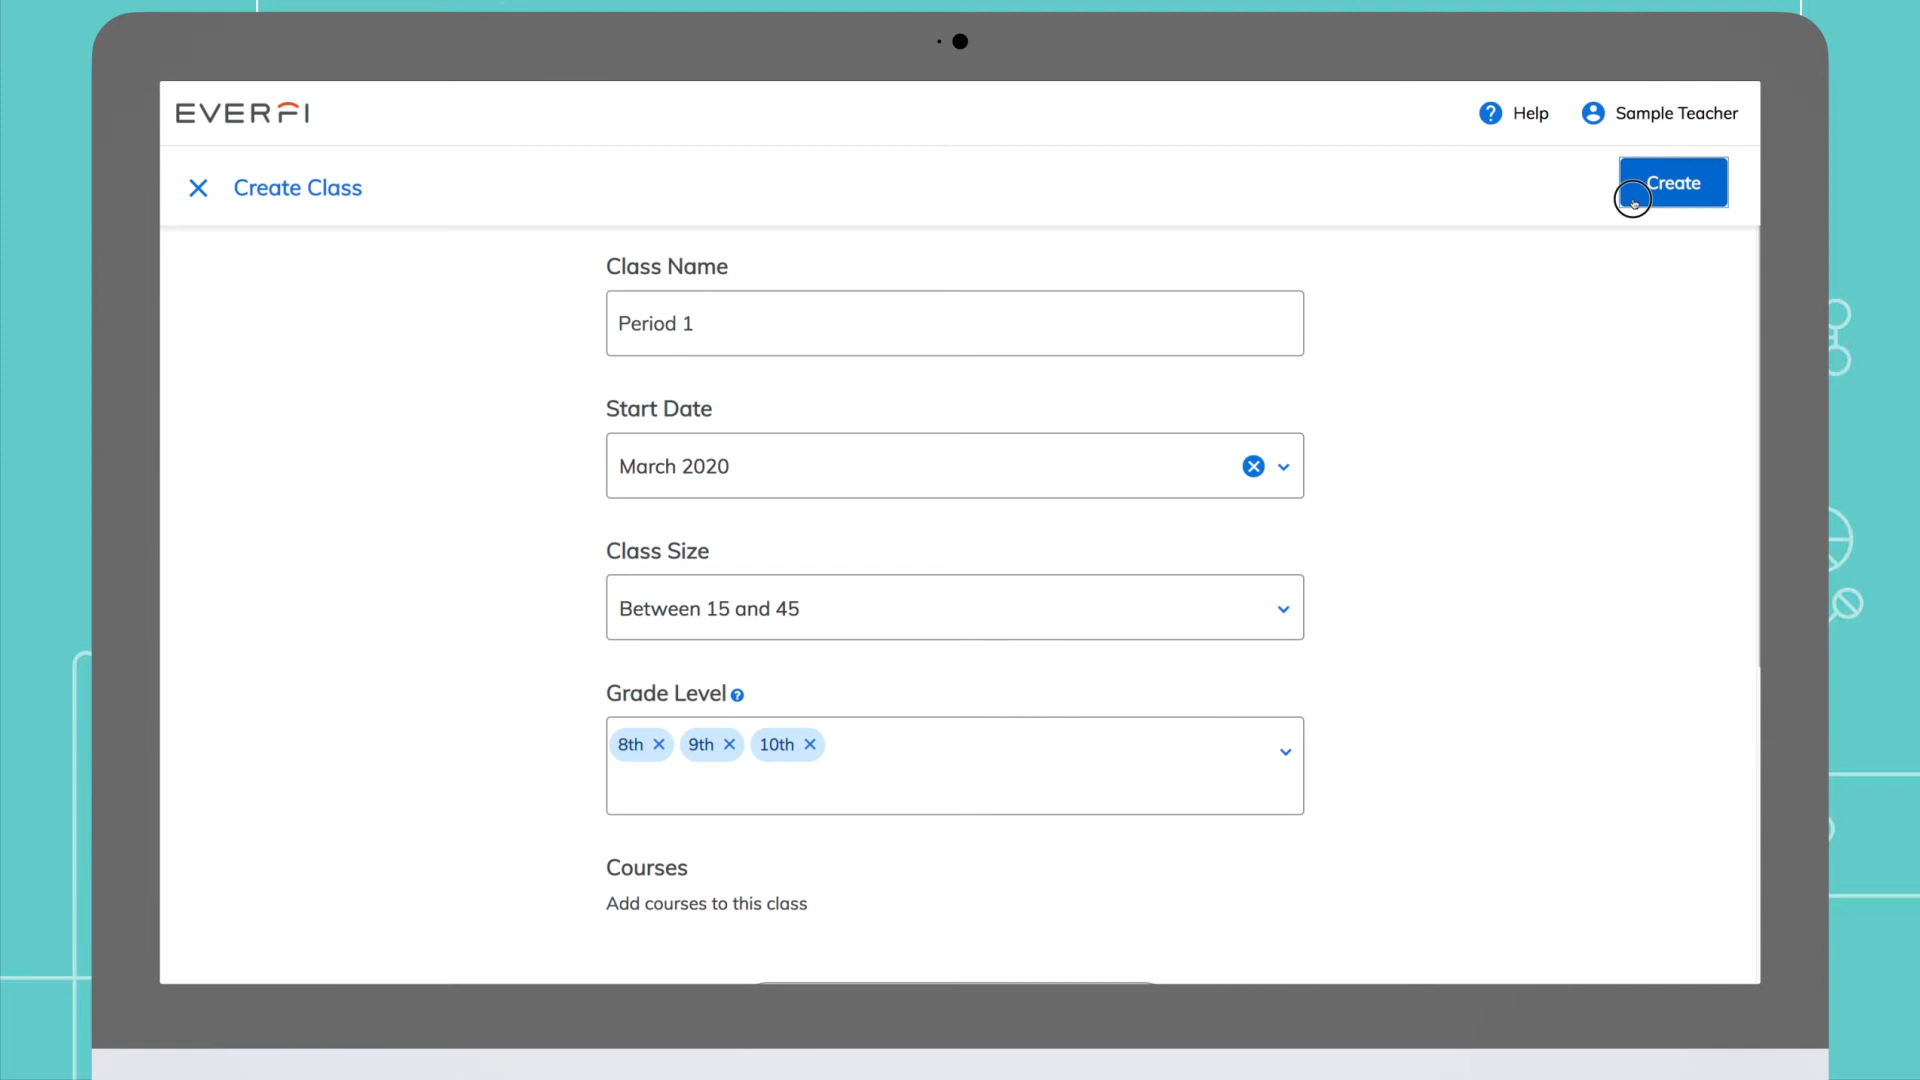 EVERFI
Help
Sample Teacher
Create Class
Create
Class Name
Period 1
Start Date
March 2020
Class Size
Between 15 and 45
Grade Level
8th 9th 10th
Courses
Add courses to this class